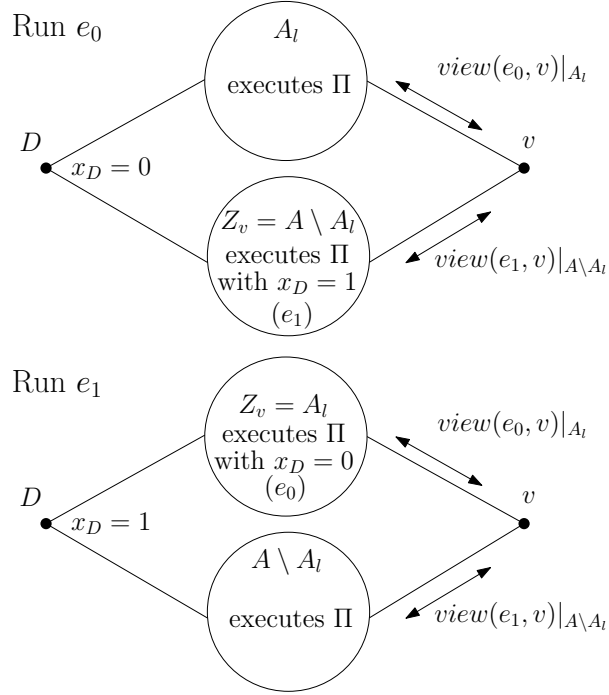 Run e_0
A_l
executes Π
view(e_0, v)|_{A_l}
D
x_D = 0
v
Z_v = A \ A_l
executes Π
with x_D = 1
(e_1)
view(e_1, v)|_{A\A_l}
Run e_1
Z_v = A_l
executes Π
with x_D = 0
(e_0)
view(e_0, v)|_{A_l}
D
x_D = 1
v
A \ A_l
executes Π
view(e_1, v)|_{A\A_l}